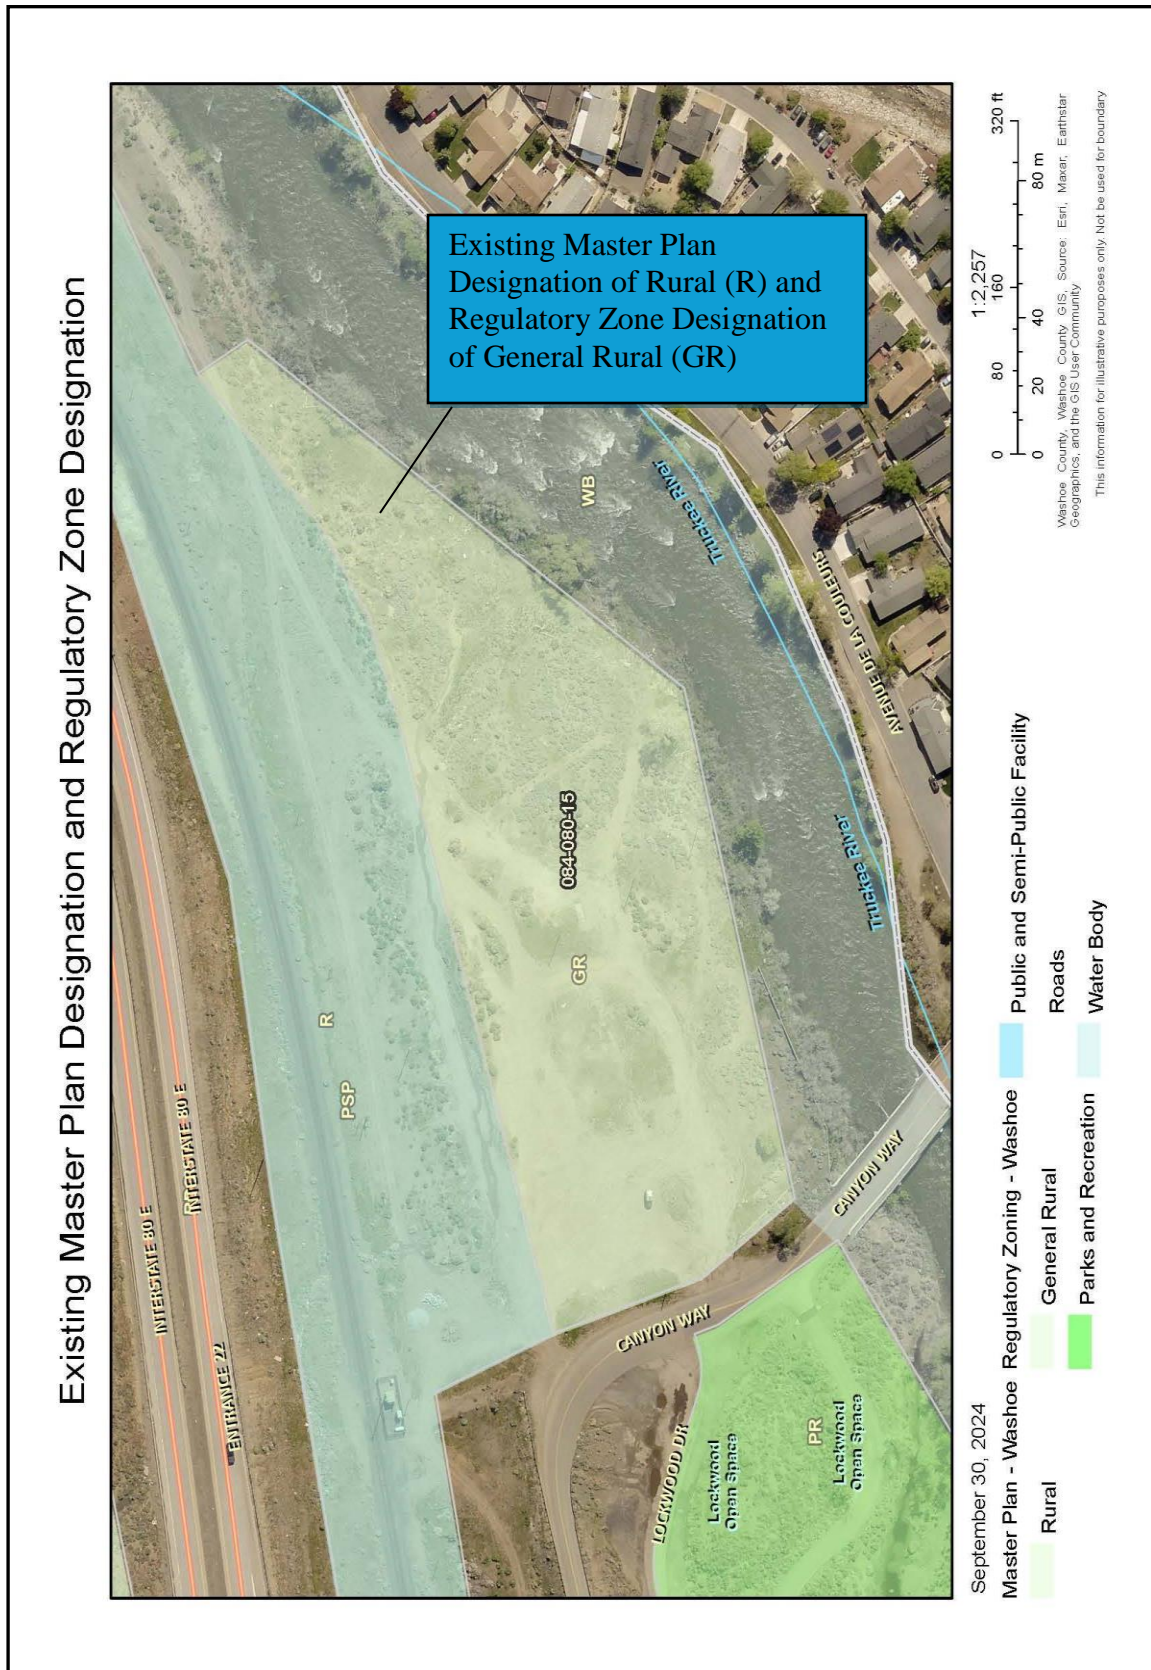 Existing Master Plan Designation and Regulatory Zone Designation
Existing Master Plan
Designation of Rural (R) and
Regulatory Zone Designation
of General Rural (GR)
INTERSTATE 80 E
INTERSTATE 80 E
R
ENTRANCE 22
R
PSP
084-080-15
GR
WB
Truckee River
Truckee River
AVENUE DE LA COULEURS
CANYON WAY
CANYON WAY
LOCKWOOD DR
Lockwood
Open Space
Lockwood
Open Space
PR
September 30, 2024
Master Plan - Washoe
Rural
Regulatory Zoning - Washoe
General Rural
Parks and Recreation
Public and Semi-Public Facility
Roads
Water Body
1:2,257
0 80 160 320 ft
0 20 40 80 m
Washoe County, Washoe County GIS, Source: Esri, Maxar, Earthstar
Geographics, and the GIS User Community
This information for illustrative puroposes only. Not be used for boundary